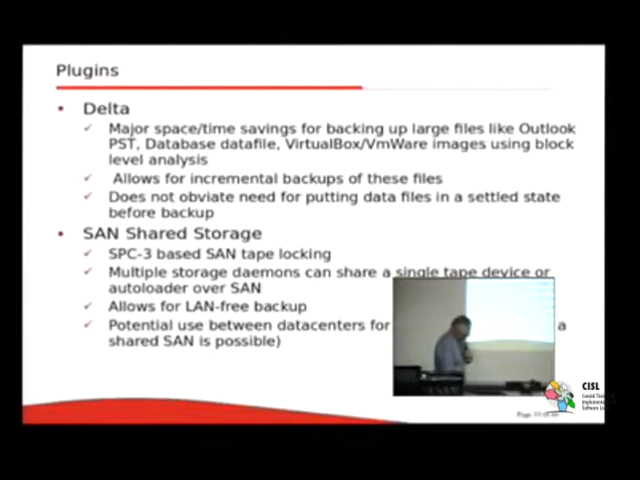 Plugins
Delta
Major space/time savings for backing up large files like Outlook
PST, Database datafile, VirtualBox/VmWare images using block
level analysis
Allows for incremental backups of these files
Does not obviate need for putting data files in a settled state
before backup
SAN Shared Storage
SPC-3 based SAN tape locking
Multiple storage daemons can share a single tape device or
autoloader over SAN
Allows for LAN-free backup
Potential use between datacenters for a
shared SAN is possible)
CISL
Software
Page